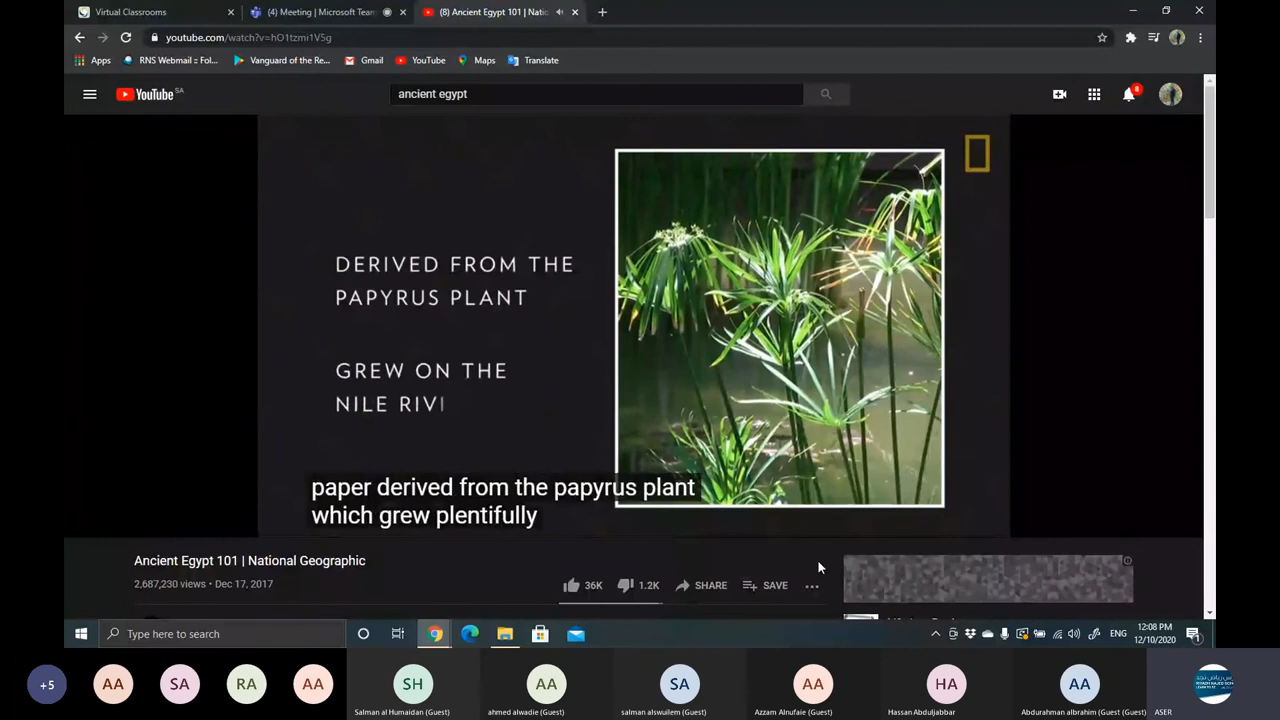 Virtual Classrooms
(4) Meeting | Microsoft Team
(8) Ancient Egypt 101 | Natio
youtube.com/watch?v=hO1tzmi1V5g
Apps
RNS Webmail :: Fol...
Vanguard of the Re...
Gmail
YouTube
Maps
Translate
YouTube SA
ancient egypt
8
DERIVED FROM THE
PAPYRUS PLANT
GREW ON THE
NILE RIVI
paper derived from the papyrus plant
which grew plentifully
Ancient Egypt 101 | National Geographic
2,687,230 views • Dec 17, 2017
36K
1.2K
SHARE
SAVE
Type here to search
ENG
12:08 PM
12/10/2020
1
+5
AA
SA
RA
AA
SH
AA
SA
AA
HA
AA
Salman al Humaidan (Guest)
ahmed alwadie (Guest)
salman alswuilem (Guest)
Azzam Alnufaie (Guest)
Hassan Abduljabbar
Abdurahman albrahim (Guest)
ASER